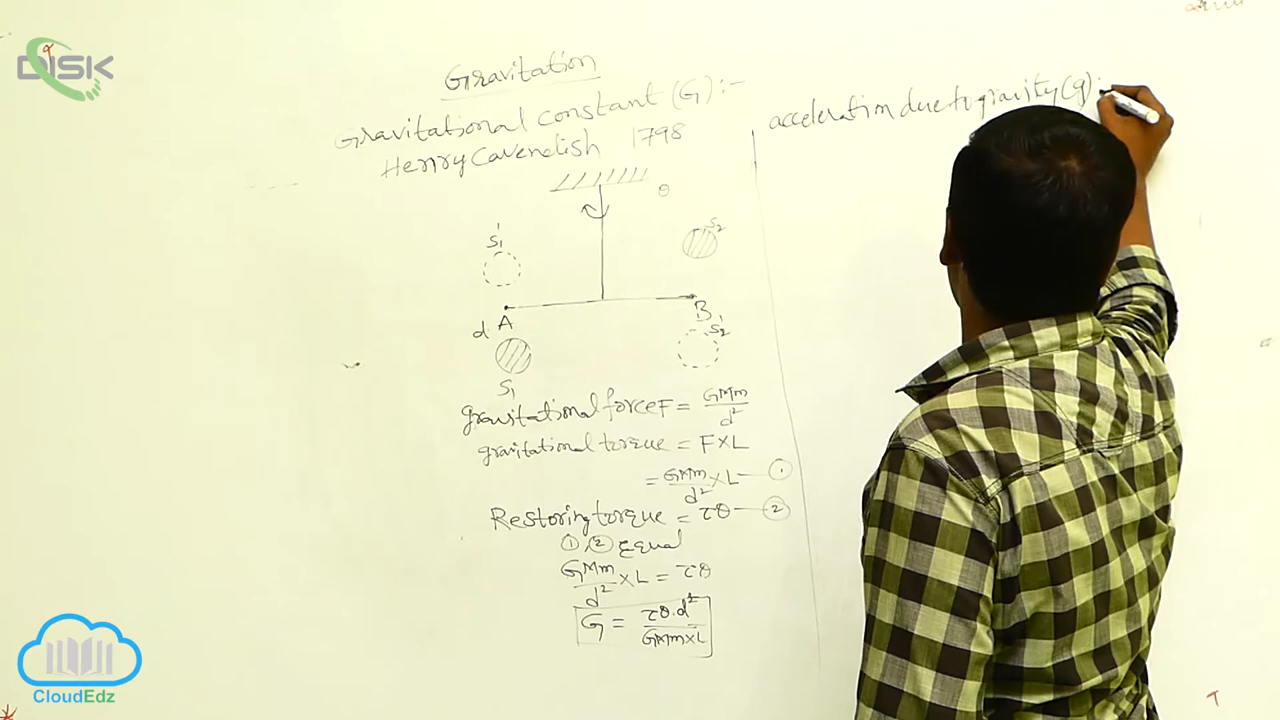 DISK
Gravitation
Gravitational constant (G):-
Henry Cavendish 1798
θ
S₁'
S₂
A
B
d
S₂'
S₁
gravitational force F = GMm/d²
gravitational torque = F×L
= GMm/d² × L — ①
Restoring torque = τθ — ②
① , ② Equal
GMm/d² × L = τθ
G = τθ.d²/GMm×L
acceleration due to gravity (g):
CloudEdz
T